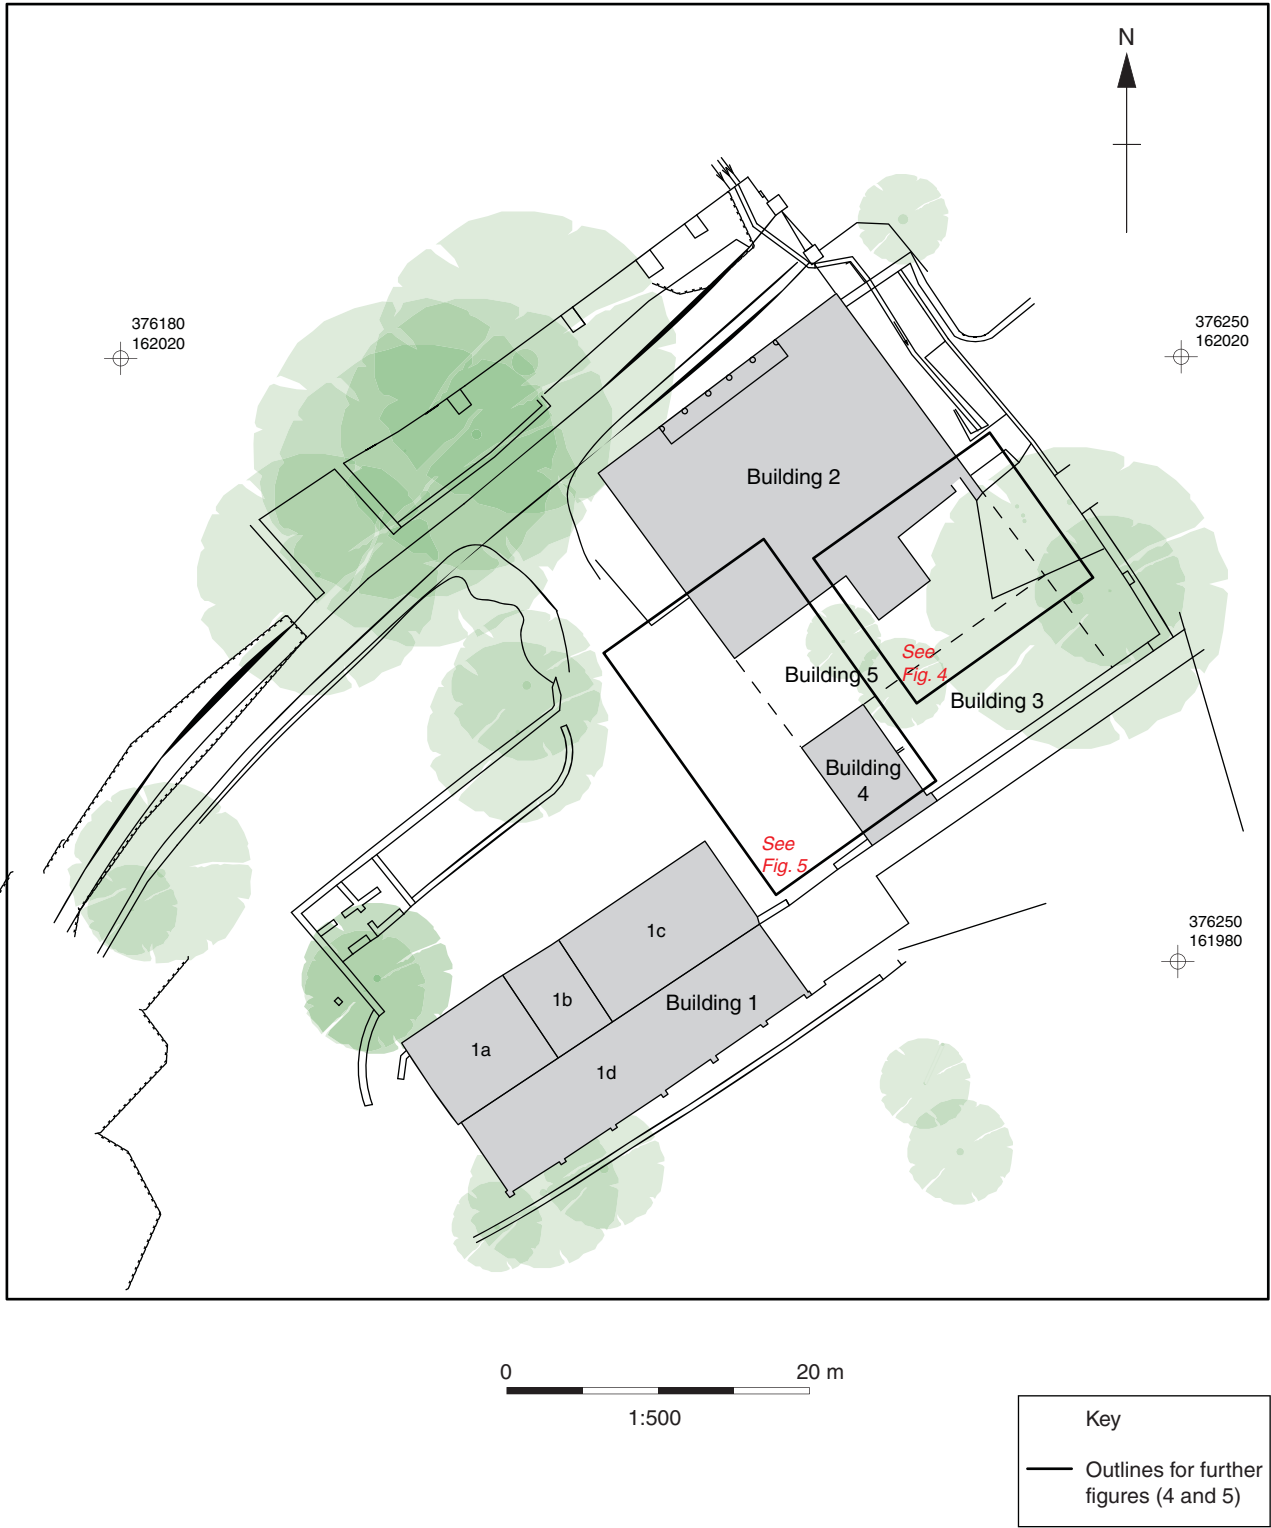 N
376180
162020
376250
162020
Building 2
See
Fig. 4
Building 5
Building 3
Building
4
See
Fig. 5
1c
376250
161980
1b
Building 1
1a
1d
0
20 m
1:500
Key
Outlines for further
figures (4 and 5)